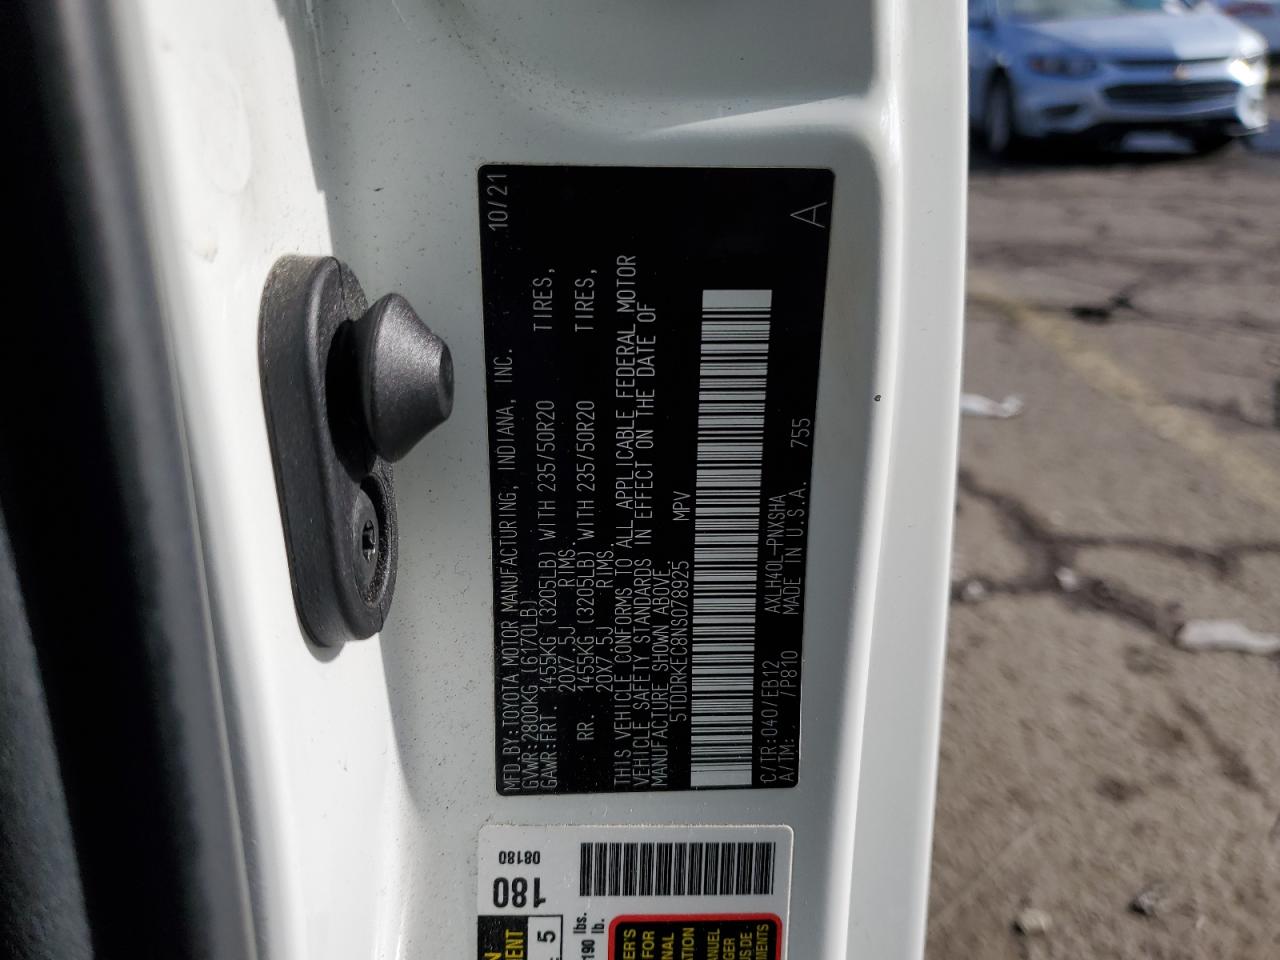 MFD.BY:TOYOTA MOTOR MANUFACTURING, INDIANA, INC. 10/21
GVWR:2800KG (6170LB)
GAWR:FRT. 1455KG (3205LB) WITH 235/50R20 TIRES,
20X7.5J RIMS.
RR. 1455KG (3205LB) WITH 235/50R20 TIRES,
20X7.5J RIMS.
THIS VEHICLE CONFORMS TO ALL APPLICABLE FEDERAL MOTOR
VEHICLE SAFETY STANDARDS IN EFFECT ON THE DATE OF
MANUFACTURE SHOWN ABOVE.
5TDDRKEC8NS078925 MPV
C/TR:040/EB12 AXLH40L-PNXSHA
A/TM: /P810 MADE IN U.S.A. 755
A
08180
180
5
190 lbs.
lb.